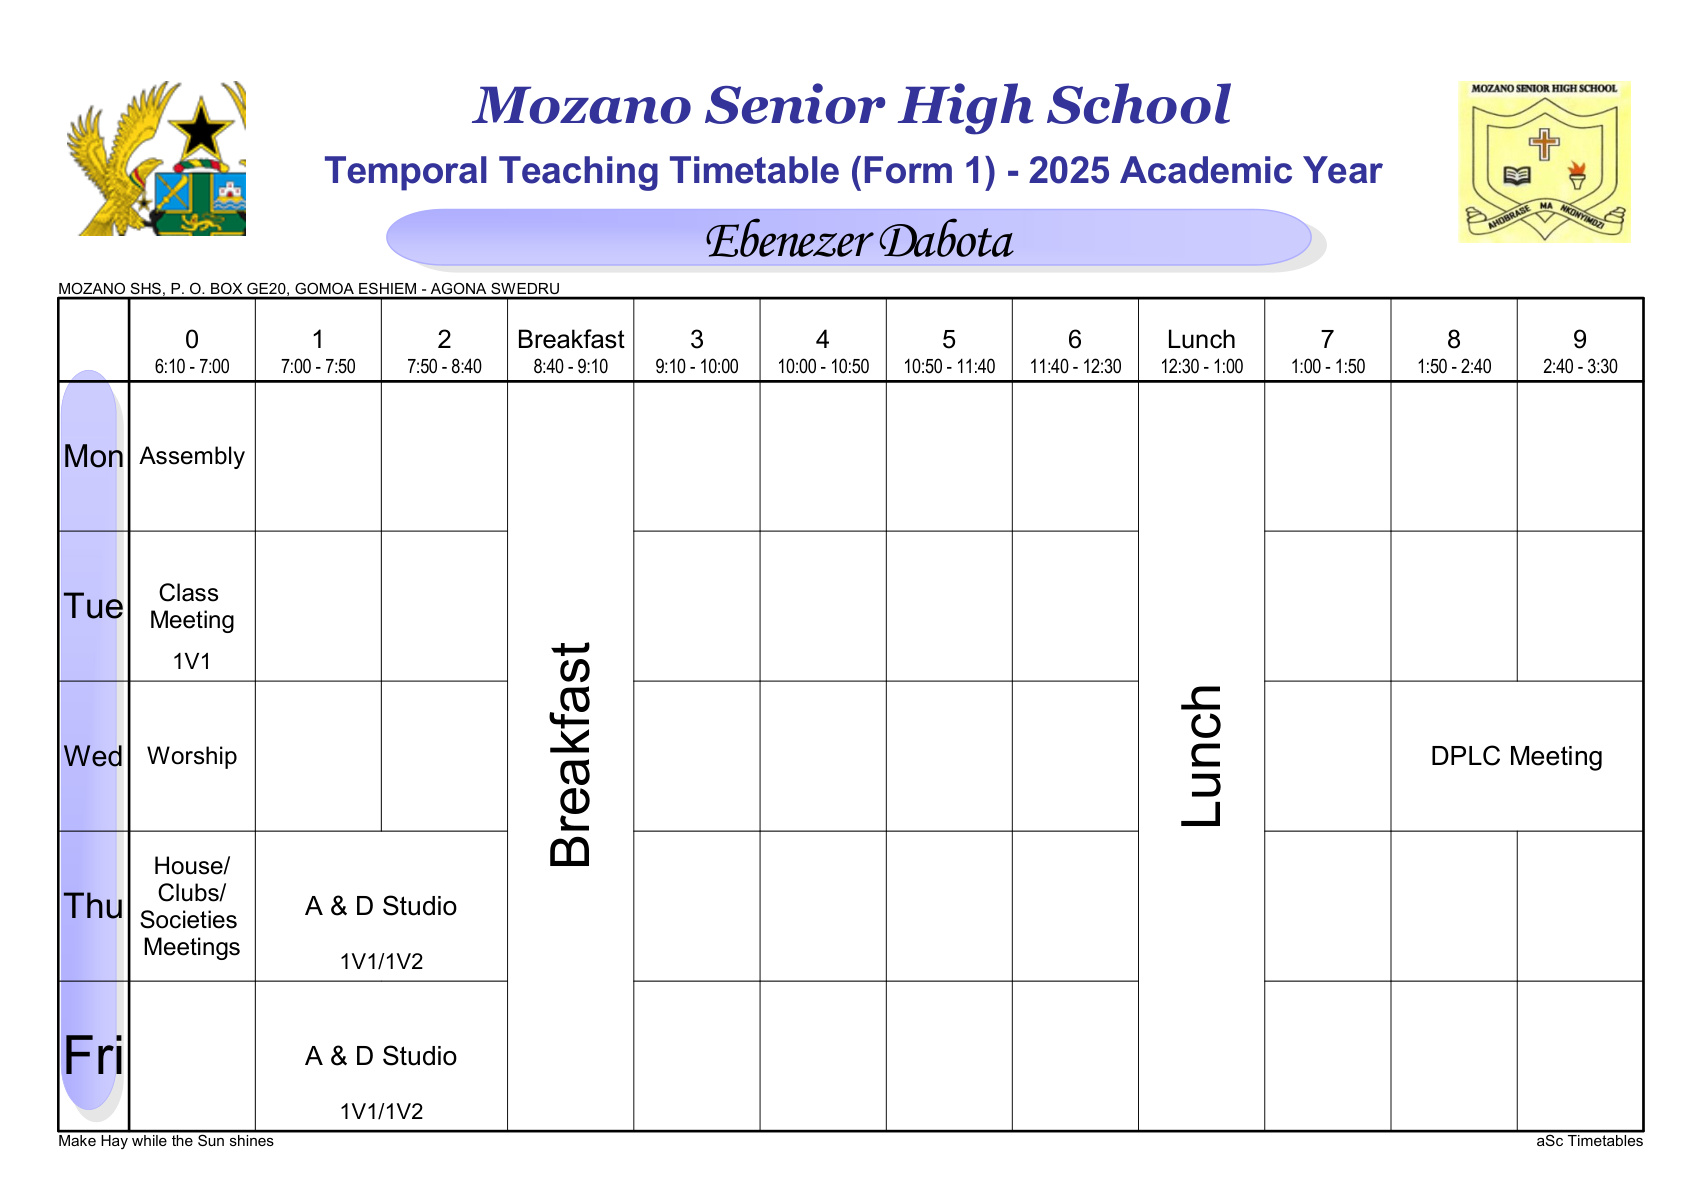 Mozano Senior High School
MOZANO SENIOR HIGH SCHOOL
Temporal Teaching Timetable (Form 1) - 2025 Academic Year
AHOBRASE MA NKUNYIMDZI
Ebenezer Dabota
MOZANO SHS, P. O. BOX GE20, GOMOA ESHIEM - AGONA SWEDRU
0 1 2 Breakfast 3 4 5 6 Lunch 7 8 9
6:10 - 7:00 7:00 - 7:50 7:50 - 8:40 8:40 - 9:10 9:10 - 10:00 10:00 - 10:50 10:50 - 11:40 11:40 - 12:30 12:30 - 1:00 1:00 - 1:50 1:50 - 2:40 2:40 - 3:30
Mon Assembly
Breakfast
Lunch
Tue Class
Meeting
1V1
Wed Worship DPLC Meeting
Thu House/
Clubs/
Societies
Meetings
A & D Studio
1V1/1V2
Fri A & D Studio
1V1/1V2
Make Hay while the Sun shines aSc Timetables